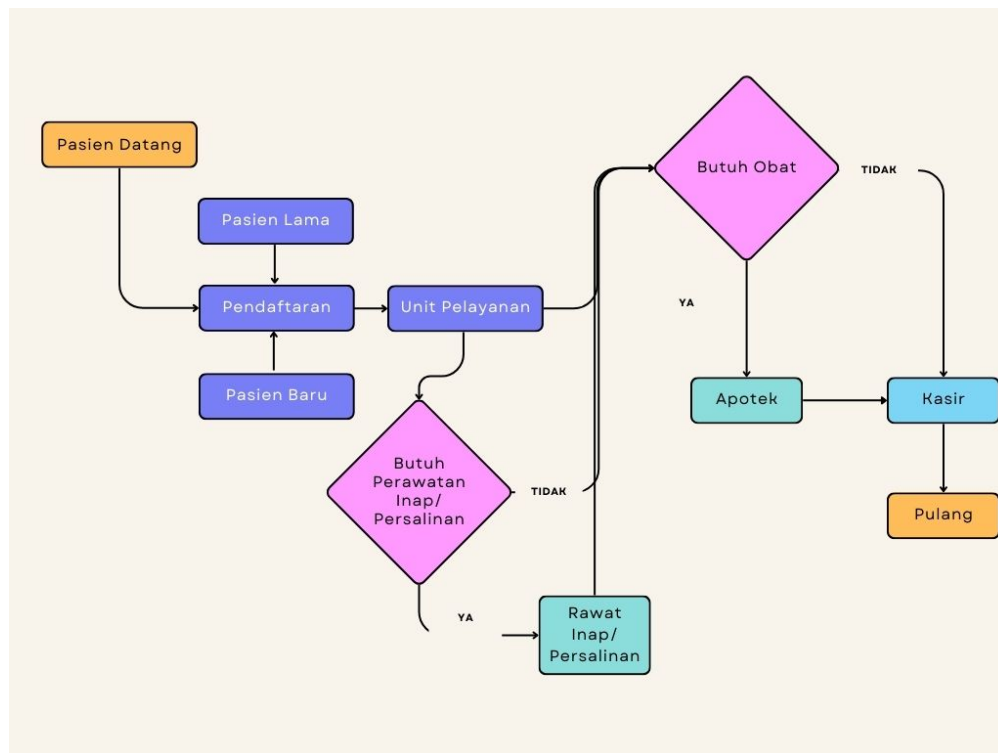 Pasien Datang
Pasien Lama
Pendaftaran
Pasien Baru
Unit Pelayanan
Butuh
Perawatan
Inap/
Persalinan
TIDAK
YA
Rawat
Inap/
Persalinan
Butuh Obat
TIDAK
YA
Apotek
Kasir
Pulang